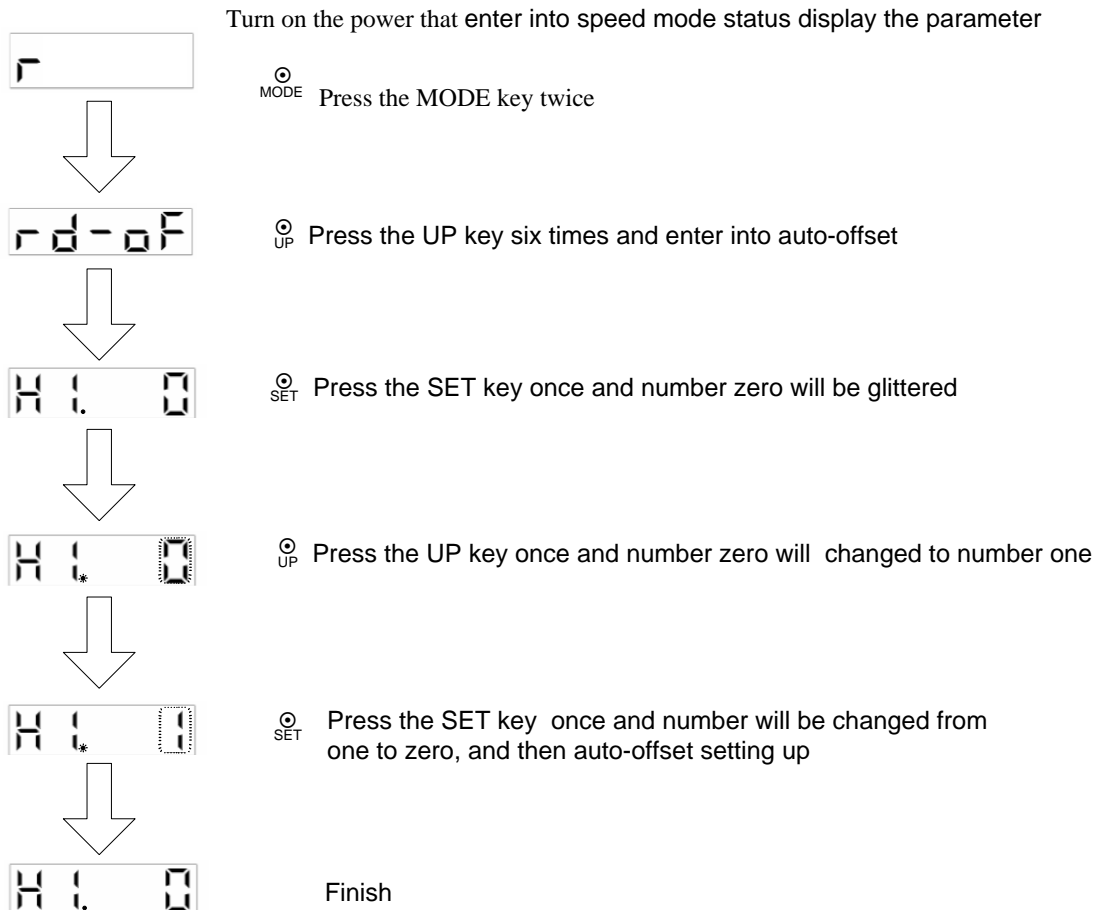 Turn on the power that enter into speed mode status display the parameter
r
MODE Press the MODE key twice
rd-oF
UP Press the UP key six times and enter into auto-offset
H1. 0
SET Press the SET key once and number zero will be glittered
H1. 0
UP Press the UP key once and number zero will changed to number one
H1. 1
SET Press the SET key once and number will be changed from
one to zero, and then auto-offset setting up
H1. 0
Finish